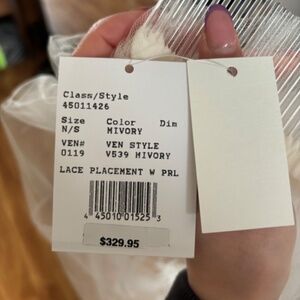 Class/Style
45011426
Size Color Dim
N/S MIVORY
VEN# VEN STYLE
0119 V539 MIVORY
LACE PLACEMENT W PRL
4 45010 01525 3
$329.95